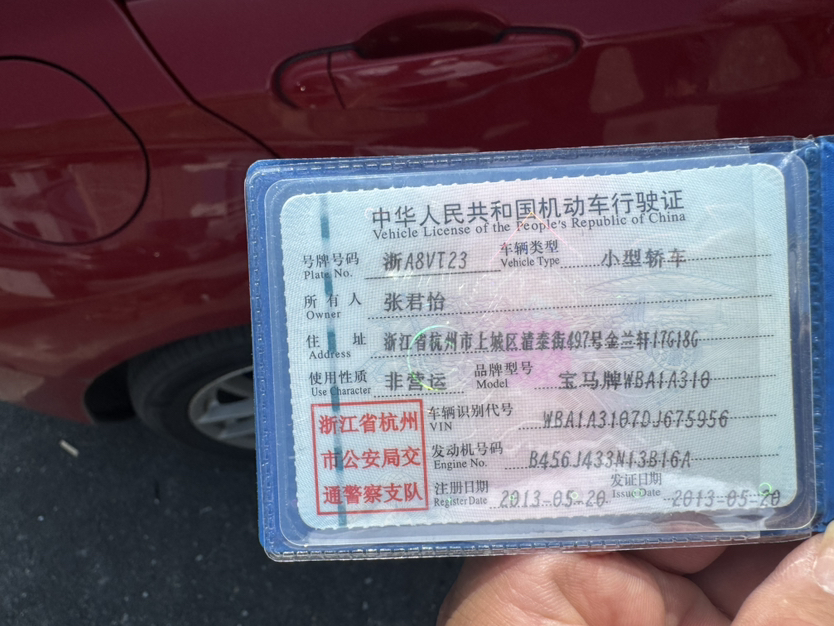 中华人民共和国机动车行驶证
Vehicle License of the People's Republic of China
号牌号码 浙A8VT23 车辆类型 小型轿车
Plate No. Vehicle Type
所有人 张君怡
Owner
住址 浙江省杭州市上城区清泰街497号金兰轩17G18G
Address
使用性质 非营运 品牌型号 宝马牌WBA1A310
Use Character Model
浙江省杭州
市公安局交
通警察支队
车辆识别代号 WBA1A3107DJ675956
VIN
发动机号码 B456J433N13B16A
Engine No.
注册日期 2013-05-20 发证日期 2013-05-20
Register Date Issue Date